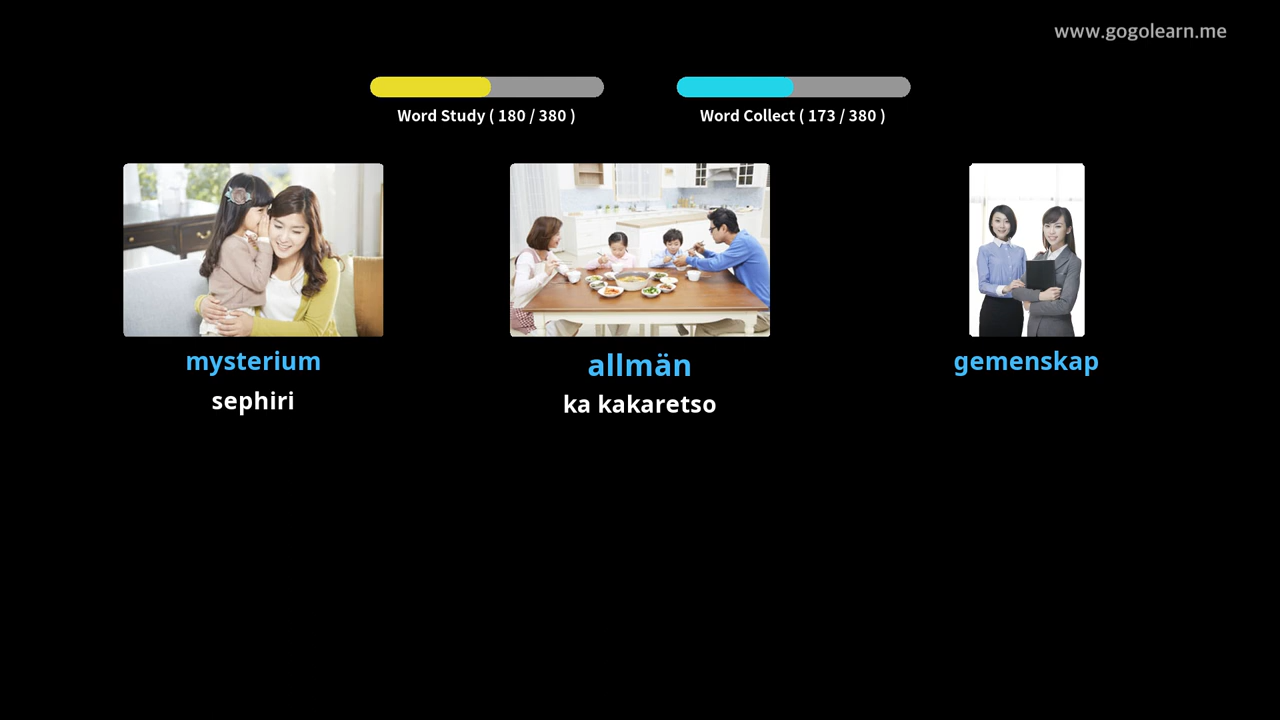 www.gogolearn.me
Word Study ( 180 / 380 )
Word Collect ( 173 / 380 )
mysterium
sephiri
allmän
ka kakaretso
gemenskap